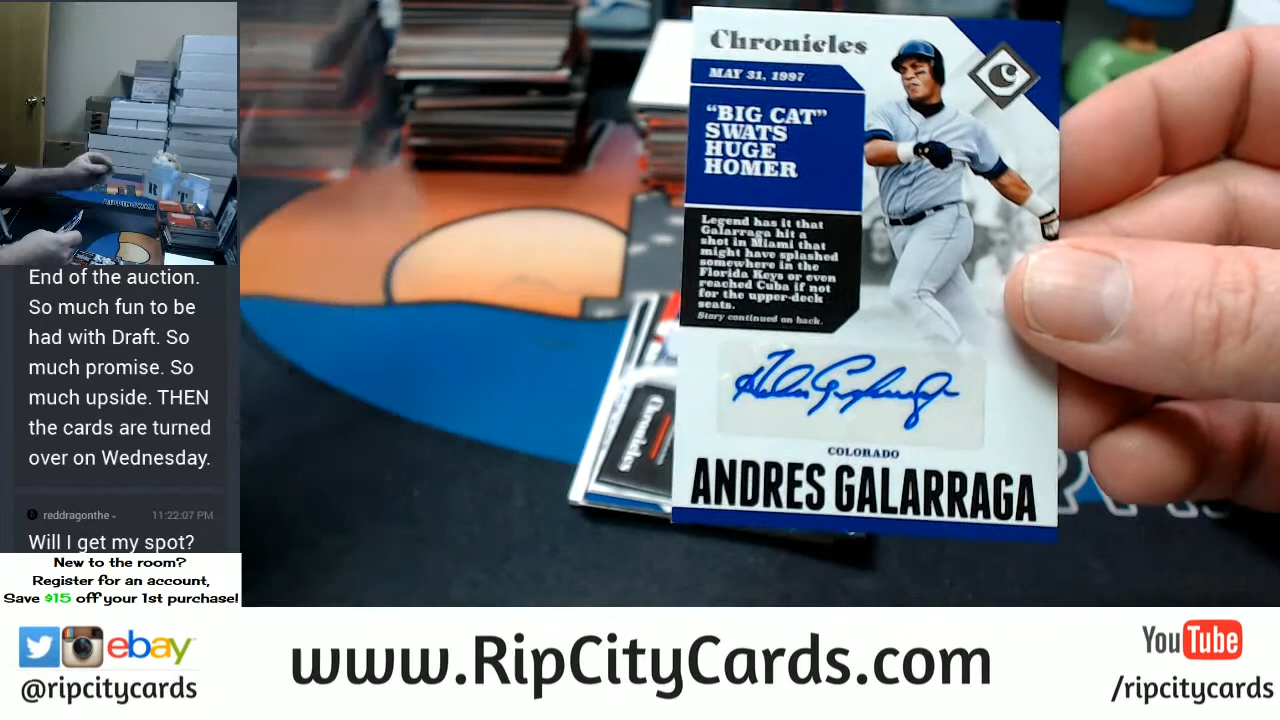 End of the auction.
So much fun to be
had with Draft. So
much promise. So
much upside. THEN
the cards are turned
over on Wednesday.
reddragonthe
11:22:07 PM
Will I get my spot?
New to the room?
Register for an account,
Save $15 off your 1st purchase!
Chronicles
MAY 31, 1997
"BIG CAT"
SWATS
HUGE
HOMER
Legend has it that
Galarraga hit a
shot in Miami that
might have splashed
somewhere in the
Florida Keys or even
reached Cuba if not
for the upper-deck
seats.
Story continued on back.
COLORADO
ANDRES GALARRAGA
Chronicles
ebay
@ripcitycards
www.RipCityCards.com
YouTube
/ripcitycards